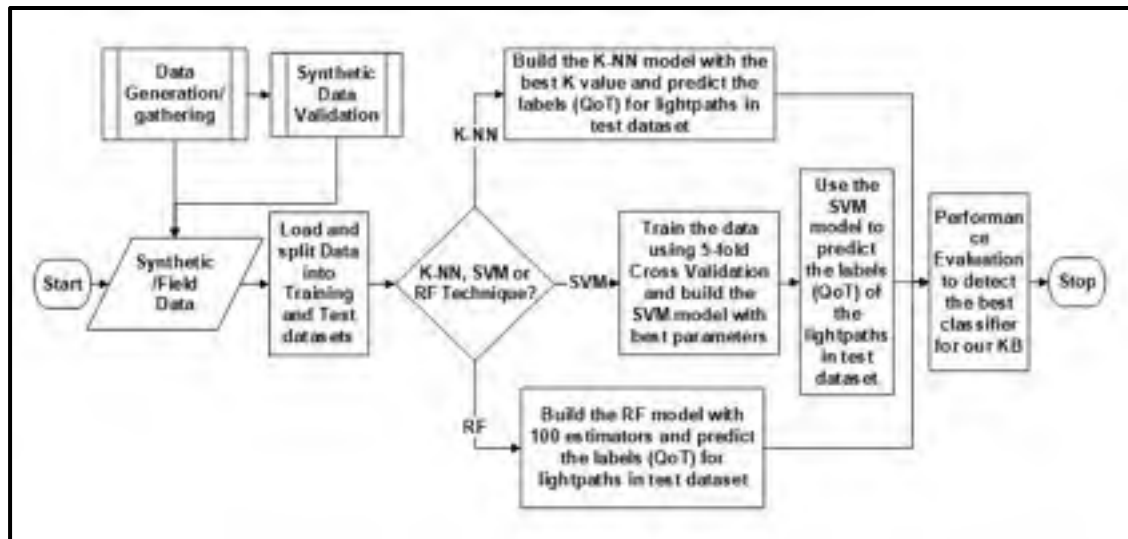 Data
Generation/
gathering
Synthetic
Data
Validation
Start
Synthetic
/Field
Data
Load and
split Data
into
Training
and Test
datasets
K-NN, SVM or
RF Technique?
K-NN
Build the K-NN model with the
best K value and predict the
labels (QoT) for lightpaths in
test dataset
SVM
Train the data
using 5-fold
Cross Validation
and build the
SVM model with
best parameters
Use the
SVM
model to
predict
the labels
(QoT) of
the
lightpaths
in test
dataset
RF
Build the RF model with
100 estimators and predict
the labels (QoT) for
lightpaths in test dataset
Performan
ce
Evaluation
to detect
the best
classifier
for our KB
Stop